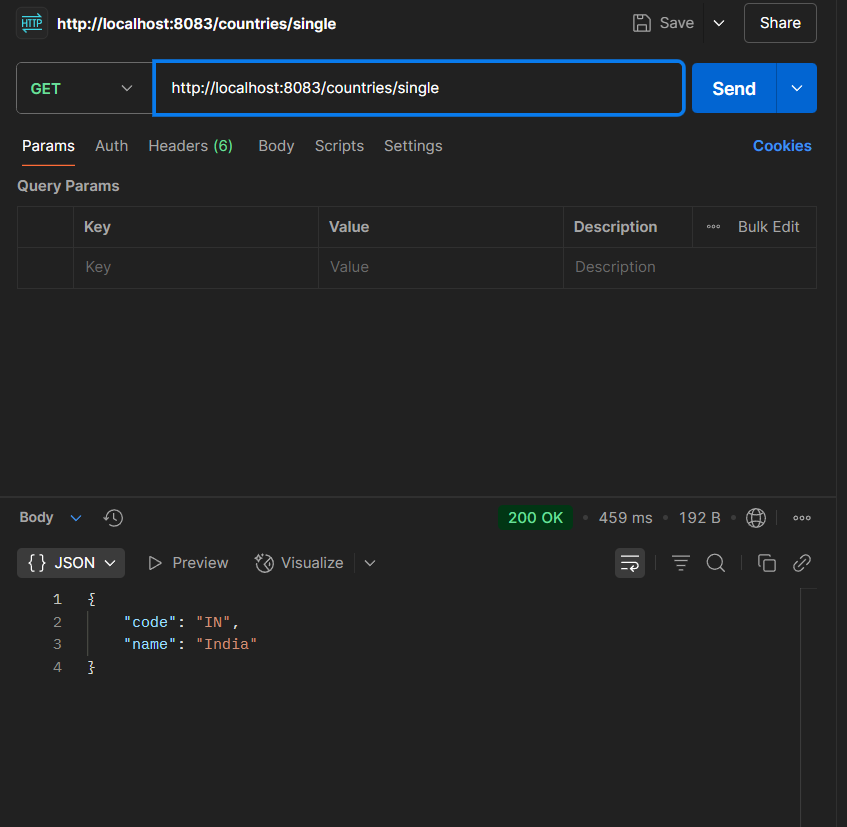 HTTP http://localhost:8083/countries/single Save Share
GET http://localhost:8083/countries/single Send
Params Auth Headers (6) Body Scripts Settings Cookies
Query Params
Key Value Description Bulk Edit
Key Value Description
Body 200 OK • 459 ms • 192 B •
{} JSON Preview Visualize
1 {
2 "code": "IN",
3 "name": "India"
4 }